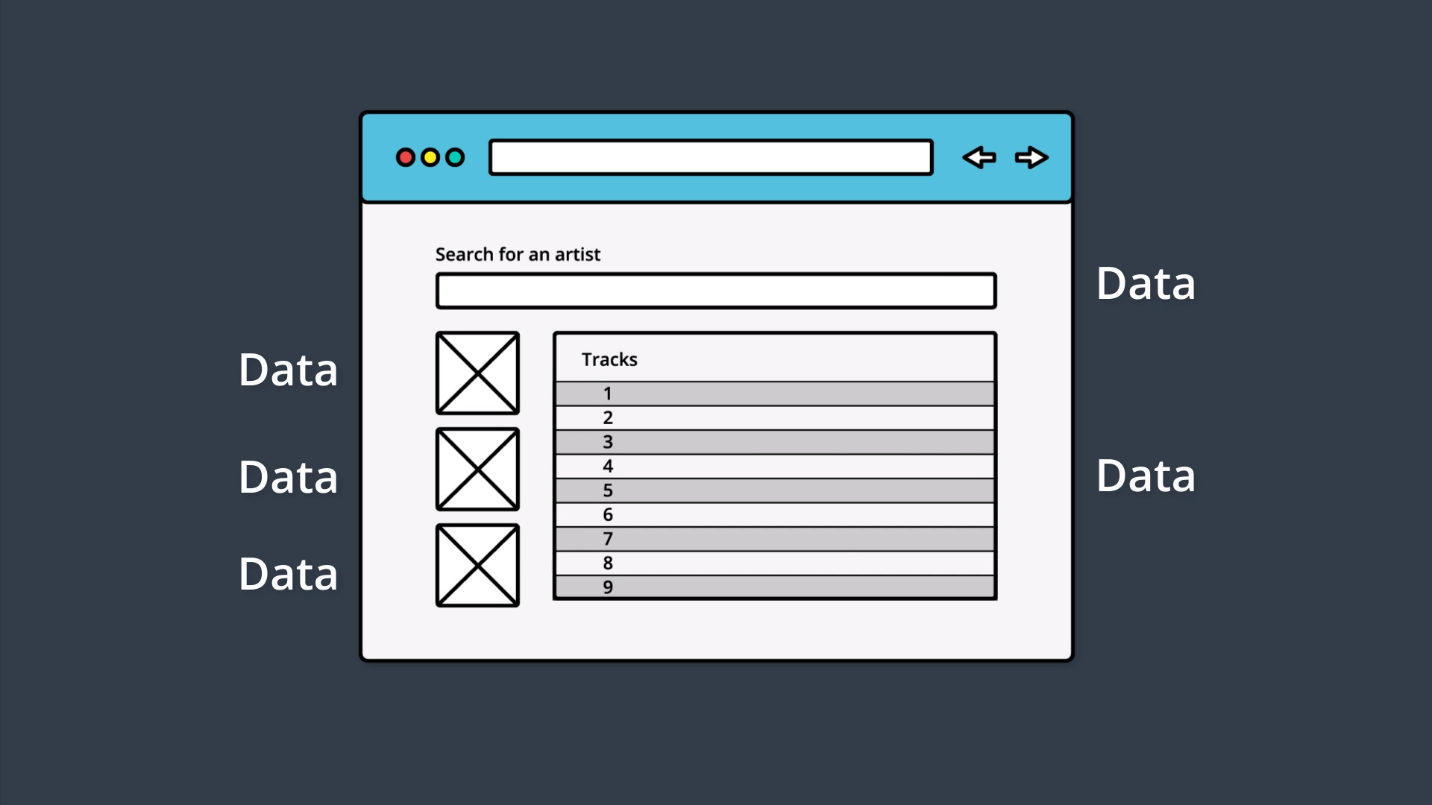 Search for an artist
Data
Data
Tracks
1
2
3
4
5
6
7
8
9
Data
Data
Data